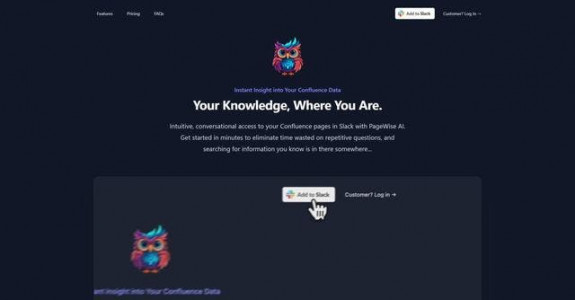 Features Pricing FAQs Add to Slack Customer? Log in →
Instant Insight into Your Confluence Data
Your Knowledge, Where You Are.
Intuitive, conversational access to your Confluence pages in Slack with PageWise AI.
Get started in minutes to eliminate time wasted on repetitive questions, and
searching for information you know is in there somewhere...
Add to Slack Customer? Log in →
ant Insight into Your Confluence Data